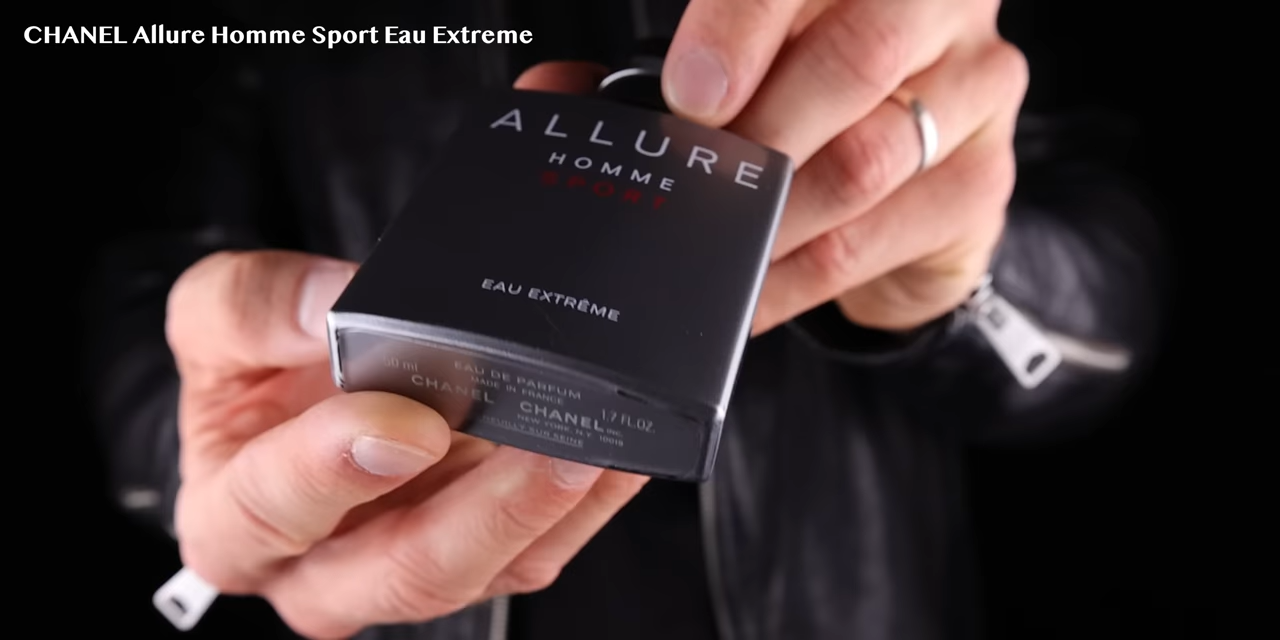 CHANEL Allure Homme Sport Eau Extreme
ALLURE
HOMME
SPORT
EAU EXTRÊME
50 ml EAU DE PARFUM 1.7 FL.OZ.
MADE IN FRANCE
CHANEL CHANEL INC.
NEW YORK, N.Y. 10019
NEUILLY SUR SEINE